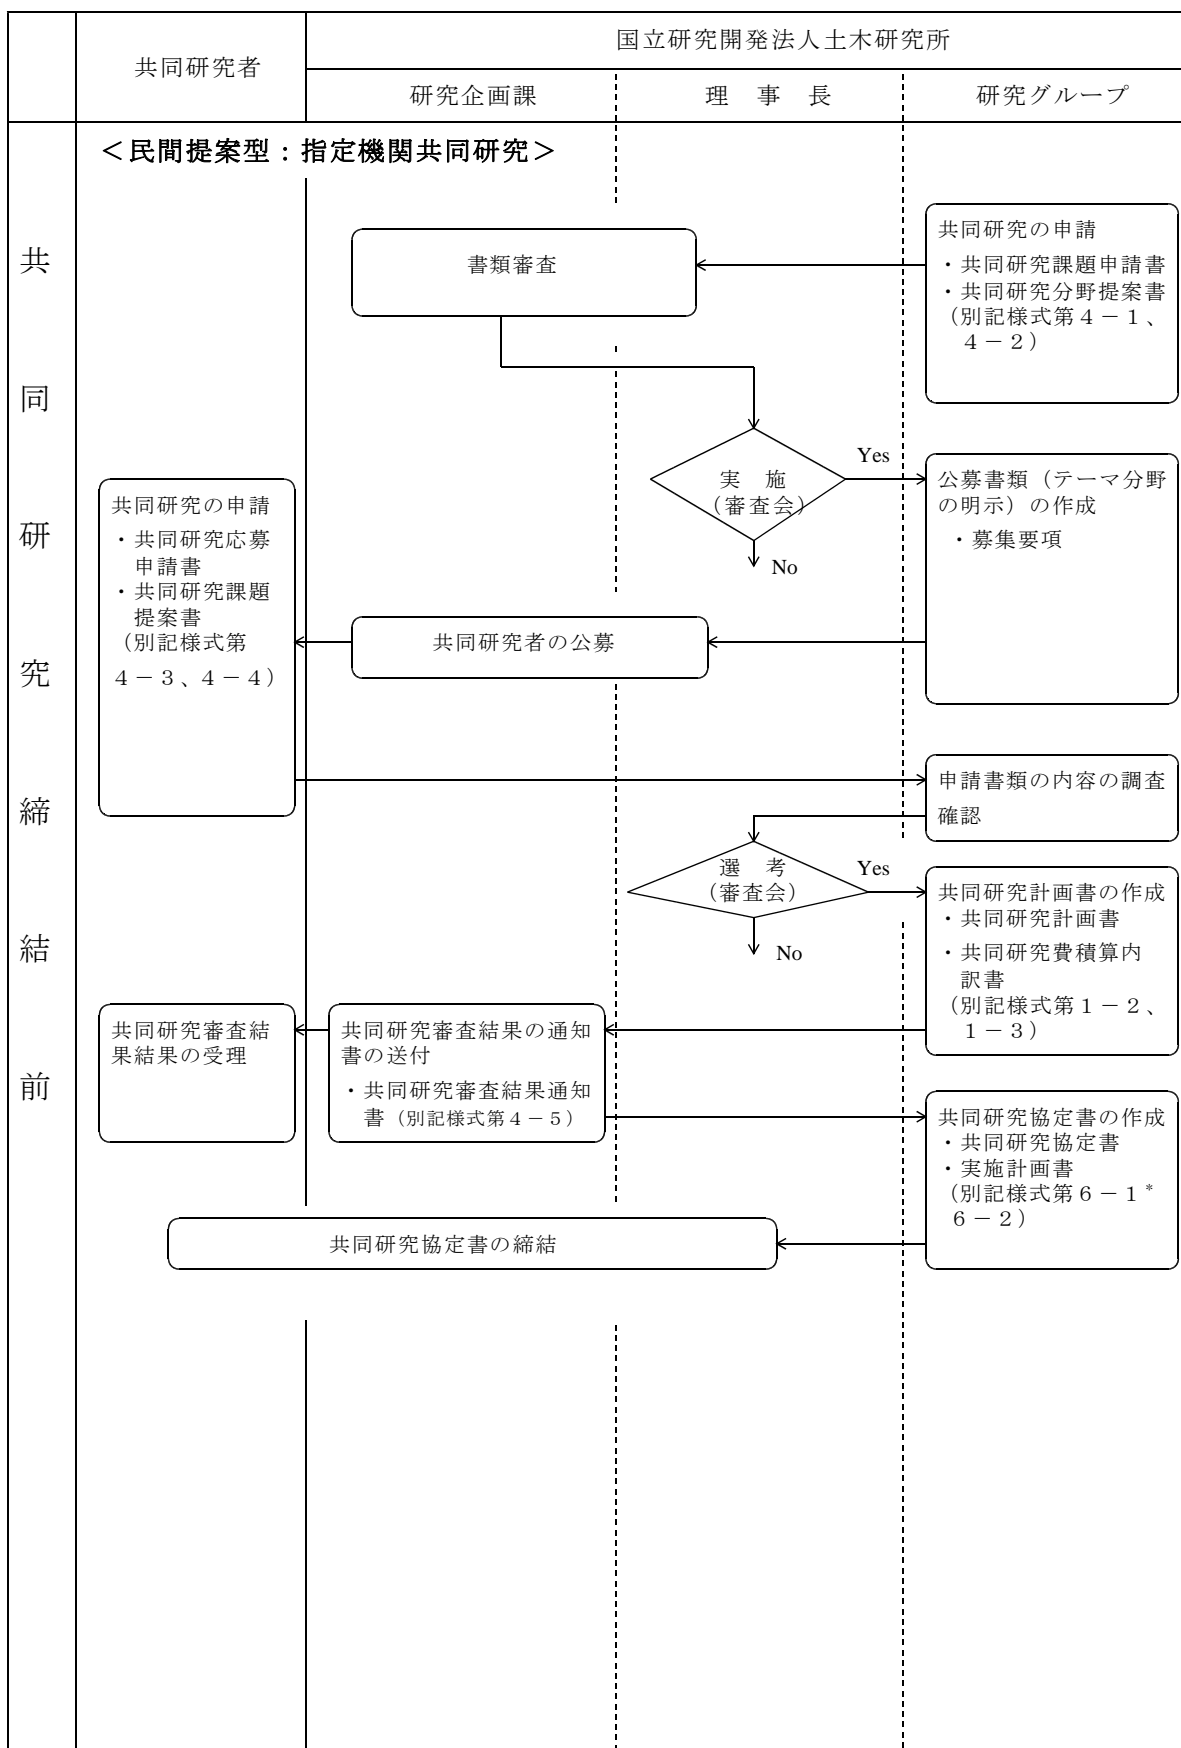 国立研究開発法人土木研究所
共同研究者
研究企画課
理　事　長
研究グループ
＜民間提案型：指定機関共同研究＞
共
同
研
究
締
結
前
共同研究の申請
・共同研究課題申請書
・共同研究分野提案書
（別記様式第４－１、
４－２）
書類審査
実　施
（審査会）
Yes
No
公募書類（テーマ分野
の明示）の作成
・募集要項
共同研究者の公募
共同研究の申請
・共同研究応募
申請書
・共同研究課題
提案書
（別記様式第
４－３、４－４）
申請書類の内容の調査
確認
選　考
（審査会）
Yes
No
共同研究計画書の作成
・共同研究計画書
・共同研究費積算内
訳書
（別記様式第１－２、
１－３）
共同研究審査結果の通知
書の送付
・共同研究審査結果通知
書（別記様式第４－５）
共同研究審査結
果結果の受理
共同研究協定書の作成
・共同研究協定書
・実施計画書
（別記様式第６－１*
６－２）
共同研究協定書の締結